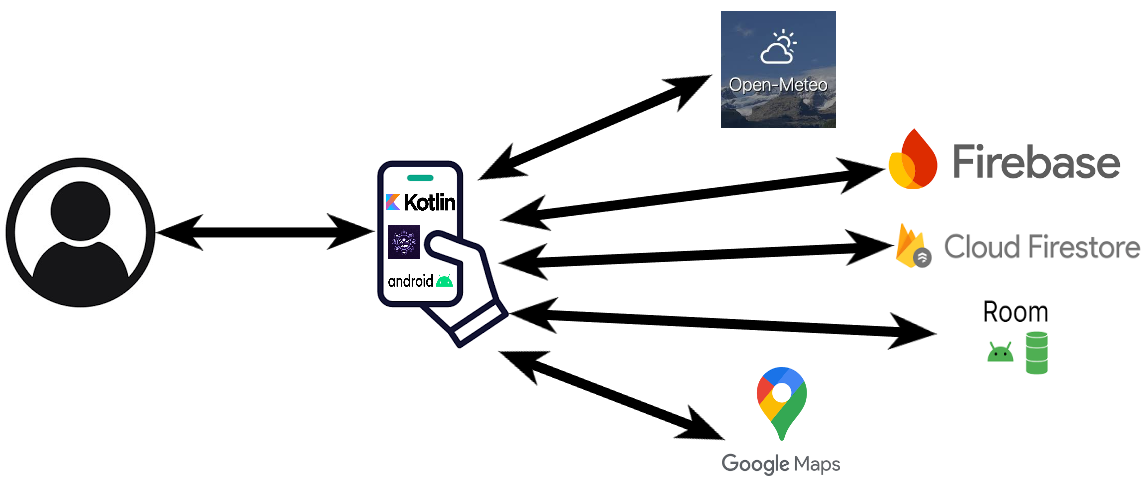 Open-Meteo
Firebase
Kotlin
Cloud Firestore
android
Room
Google Maps